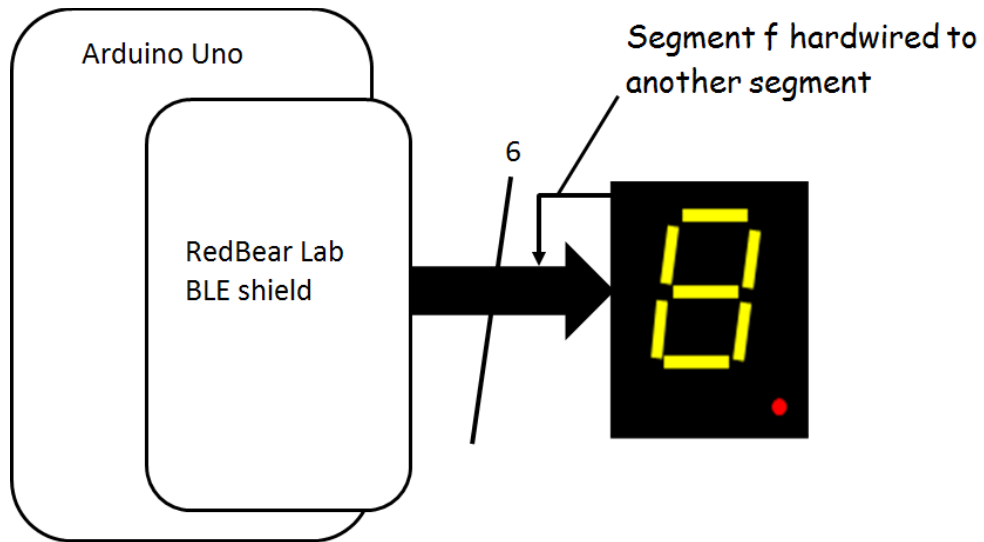 Arduino Uno
Segment f hardwired to
another segment
6
RedBear Lab
BLE shield